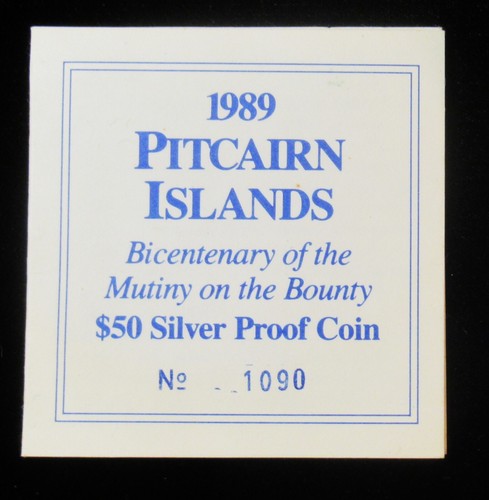 1989
PITCAIRN
ISLANDS
Bicentenary of the
Mutiny on the Bounty
$50 Silver Proof Coin
№ 1090